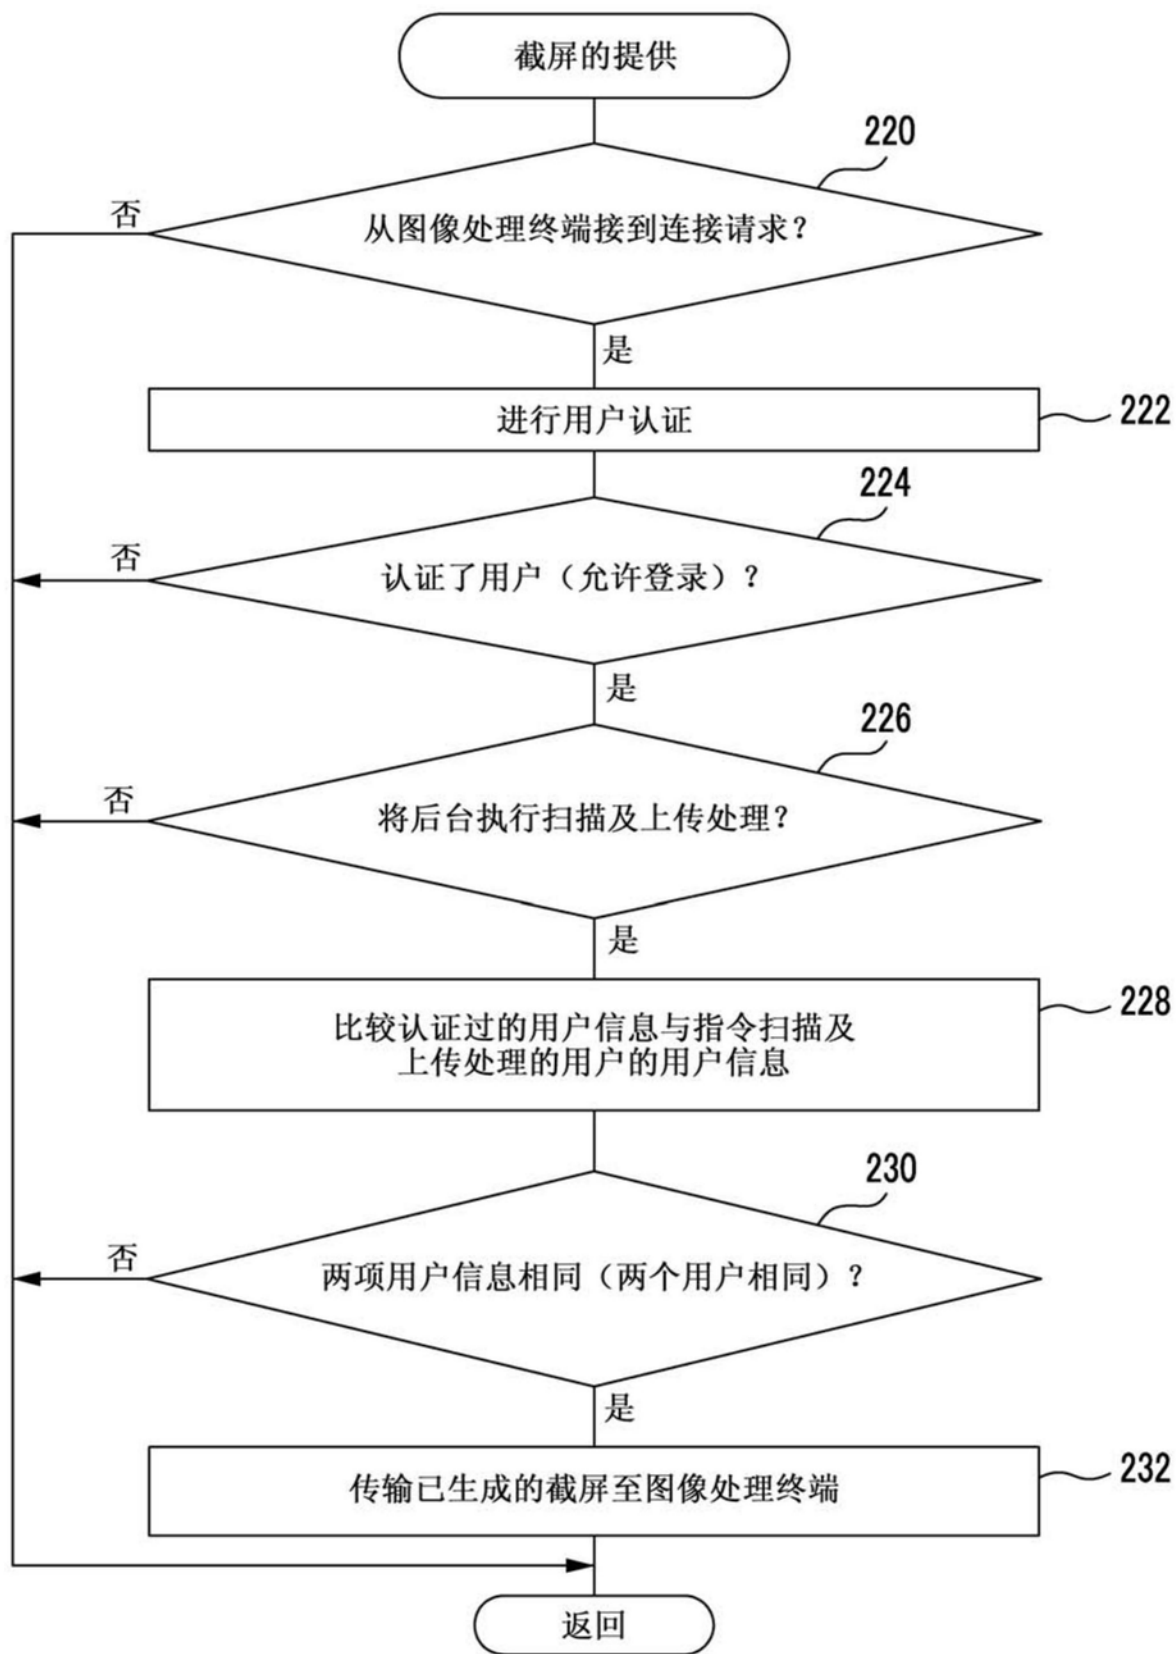 截屏的提供
220
否
从图像处理终端接到连接请求？
是
进行用户认证
222
224
否
认证了用户（允许登录）？
是
226
否
将后台执行扫描及上传处理？
是
228
比较认证过的用户信息与指令扫描及
上传处理的用户的用户信息
230
否
两项用户信息相同（两个用户相同）？
是
传输已生成的截屏至图像处理终端
232
返回